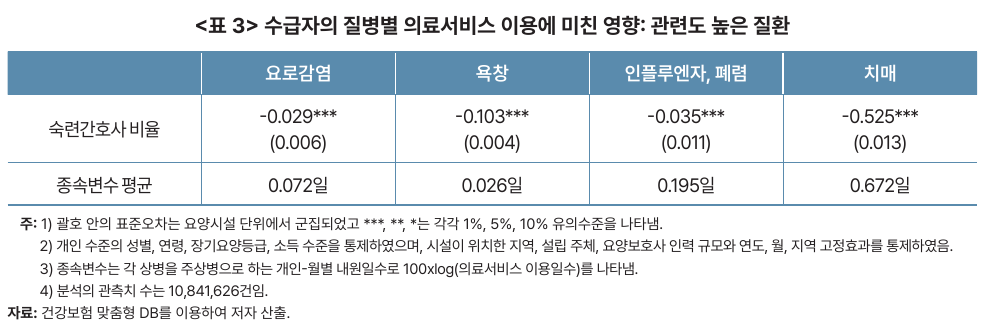 <표 3> 수급자의 질병별 의료서비스 이용에 미친 영향: 관련도 높은 질환
요로감염 욕창 인플루엔자, 폐렴 치매
숙련간호사 비율 -0.029*** -0.103*** -0.035*** -0.525***
(0.006) (0.004) (0.011) (0.013)
종속변수 평균 0.072일 0.026일 0.195일 0.672일
주: 1) 괄호 안의 표준오차는 요양시설 단위에서 군집되었고 ***, **, *는 각각 1%, 5%, 10% 유의수준을 나타냄.
2) 개인 수준의 성별, 연령, 장기요양등급, 소득 수준을 통제하였으며, 시설이 위치한 지역, 설립 주체, 요양보호사 인력 규모와 연도, 월, 지역 고정효과를 통제하였음.
3) 종속변수는 각 상병을 주상병으로 하는 개인-월별 내원일수로 100xlog(의료서비스 이용일수)를 나타냄.
4) 분석의 관측치 수는 10,841,626건임.
자료: 건강보험 맞춤형 DB를 이용하여 저자 산출.